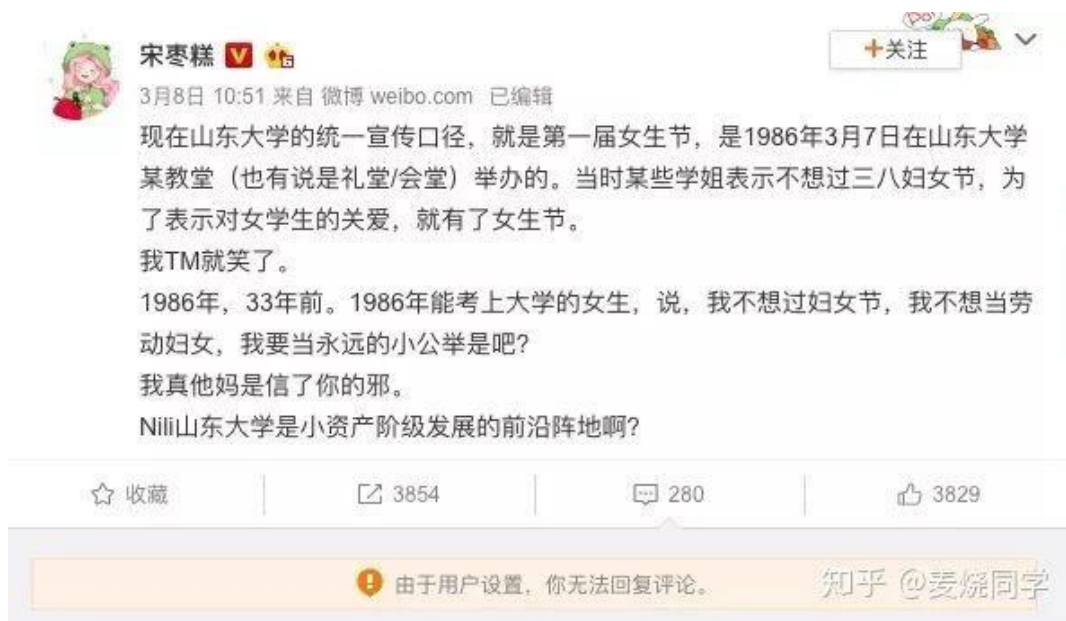 宋枣糕
+关注
3月8日 10:51 来自 微博 weibo.com 已编辑
现在山东大学的统一宣传口径，就是第一届女生节，是1986年3月7日在山东大学
某教堂（也有说是礼堂/会堂）举办的。当时某些学姐表示不想过三八妇女节，为
了表示对女学生的关爱，就有了女生节。
我TM就笑了。
1986年，33年前。1986年能考上大学的女生，说，我不想过妇女节，我不想当劳
动妇女，我要当永远的小公举是吧?
我真他妈是信了你的邪。
Nili山东大学是小资产阶级发展的前沿阵地啊?
收藏
3854
280
3829
由于用户设置，你无法回复评论。
知乎 @麦烧同学